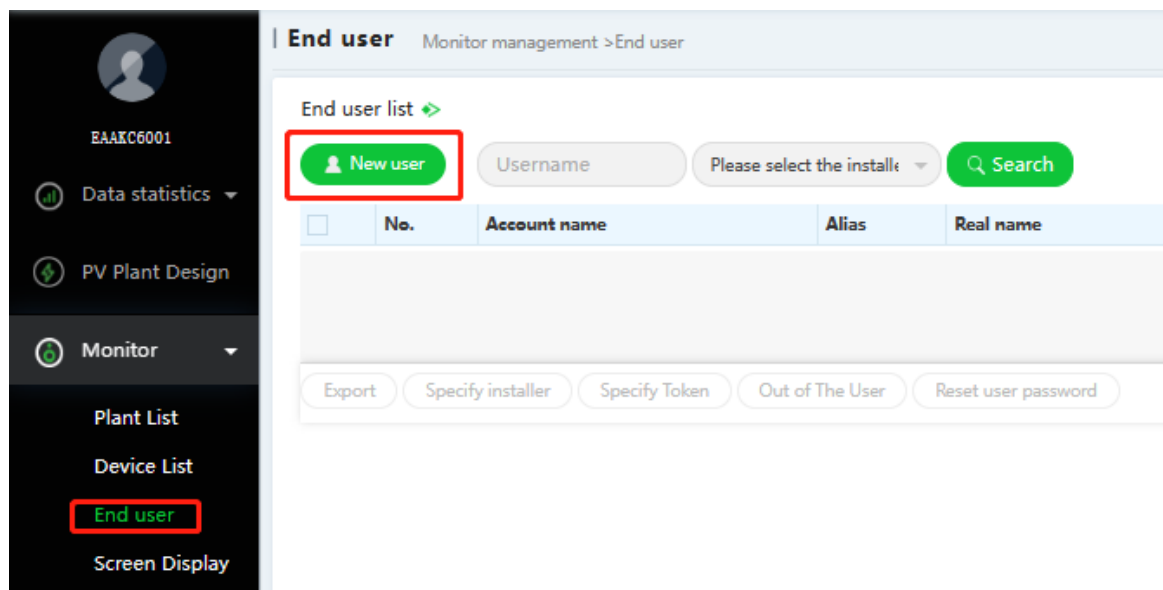 End user Monitor management >End user
EAAKC6001
Data statistics
PV Plant Design
Monitor
Plant List
Device List
End user
Screen Display
End user list
New user Username Please select the installe Search
No. Account name Alias Real name
Export Specify installer Specify Token Out of The User Reset user password